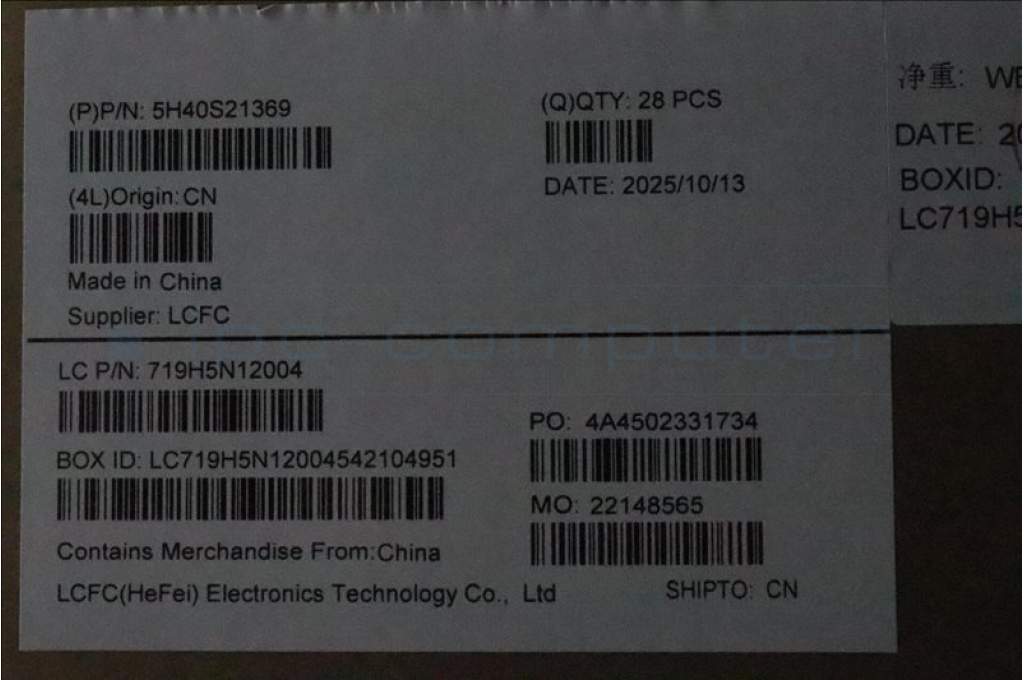 (P)P/N: 5H40S21369
(Q)QTY: 28 PCS
(4L)Origin:CN
DATE: 2025/10/13
Made in China
Supplier: LCFC
LC P/N: 719H5N12004
PO: 4A4502331734
BOX ID: LC719H5N12004542104951
MO: 22148565
Contains Merchandise From:China
LCFC(HeFei) Electronics Technology Co., Ltd
SHIPTO: CN
净重: WE
DATE: 20
BOXID:
LC719H5
computer